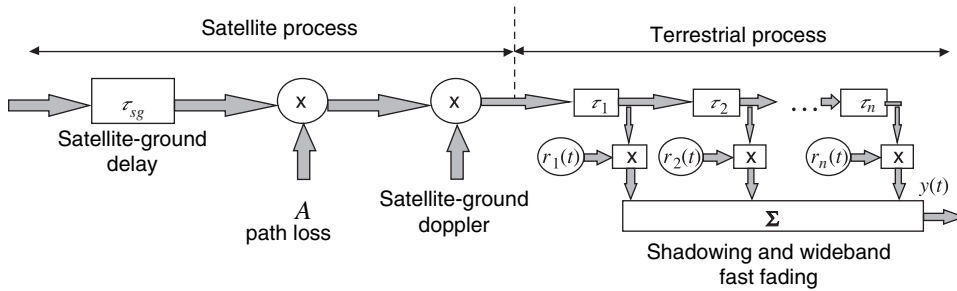 Satellite process
Terrestrial process
τsg
x
x
τ1
τ2
...
τn
Satellite-ground
delay
r1(t)
x
r2(t)
x
rn(t)
x
A
path loss
Satellite-ground
doppler
y(t)
Σ
Shadowing and wideband
fast fading